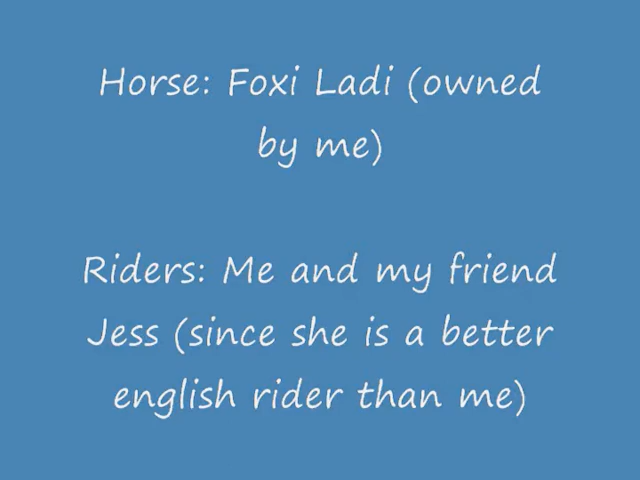 Horse: Foxi Ladi (owned
by me)
Riders: Me and my friend
Jess (since she is a better
english rider than me)